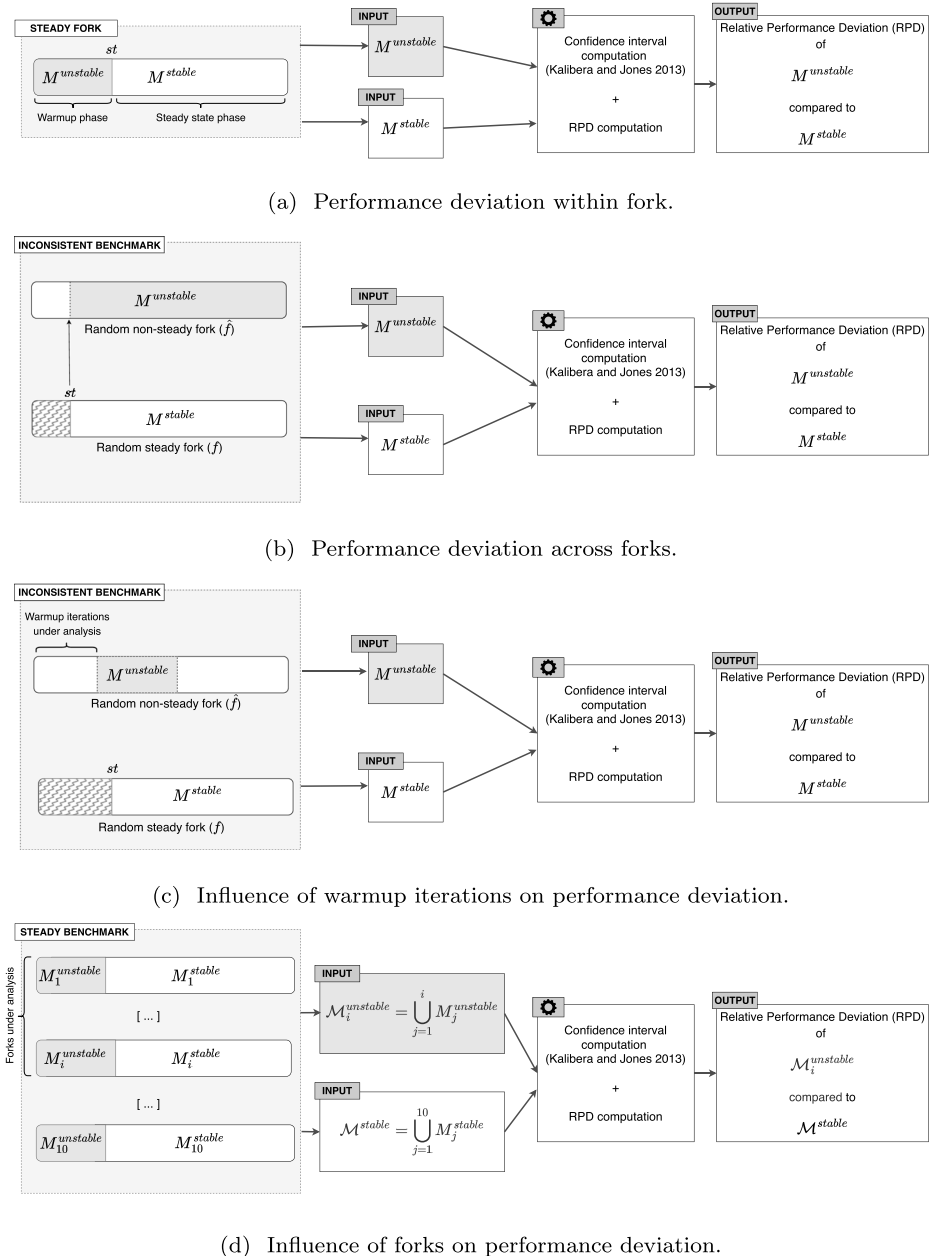 STEADY FORK
st
M^{unstable}
M^{stable}
Warmup phase
Steady state phase
INPUT
M^{unstable}
INPUT
M^{stable}
Confidence interval
computation
(Kalibera and Jones 2013)
+
RPD computation
OUTPUT
Relative Performance Deviation (RPD)
of
M^{unstable}
compared to
M^{stable}
(a) Performance deviation within fork.
INCONSISTENT BENCHMARK
M^{unstable}
Random non-steady fork (f̂)
st
M^{stable}
Random steady fork (f)
INPUT
M^{unstable}
INPUT
M^{stable}
Confidence interval
computation
(Kalibera and Jones 2013)
+
RPD computation
OUTPUT
Relative Performance Deviation (RPD)
of
M^{unstable}
compared to
M^{stable}
(b) Performance deviation across forks.
INCONSISTENT BENCHMARK
Warmup iterations
under analysis
M^{unstable}
Random non-steady fork (f̂)
st
M^{stable}
Random steady fork (f)
INPUT
M^{unstable}
INPUT
M^{stable}
Confidence interval
computation
(Kalibera and Jones 2013)
+
RPD computation
OUTPUT
Relative Performance Deviation (RPD)
of
M^{unstable}
compared to
M^{stable}
(c) Influence of warmup iterations on performance deviation.
STEADY BENCHMARK
Forks under analysis
M_1^{unstable}
M_1^{stable}
[ ... ]
M_i^{unstable}
M_i^{stable}
[ ... ]
M_{10}^{unstable}
M_{10}^{stable}
INPUT
ℳ_i^{unstable} = ⋃_{j=1}^{i} M_j^{unstable}
INPUT
ℳ^{stable} = ⋃_{j=1}^{10} M_j^{stable}
Confidence interval
computation
(Kalibera and Jones 2013)
+
RPD computation
OUTPUT
Relative Performance Deviation (RPD)
of
ℳ_i^{unstable}
compared to
ℳ^{stable}
(d) Influence of forks on performance deviation.